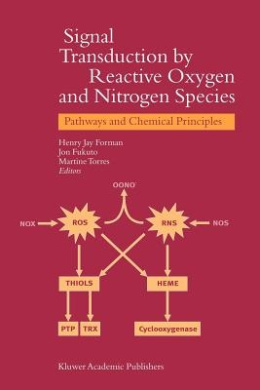 Signal
Transduction by
Reactive Oxygen
and Nitrogen Species
Pathways and Chemical Principles
Henry Jay Forman
Jon Fukuto
Martine Torres
Editors
OONO-
NOX
ROS
RNS
NOS
THIOLS
HEME
PTP
TRX
Cyclooxygenase
Kluwer Academic Publishers